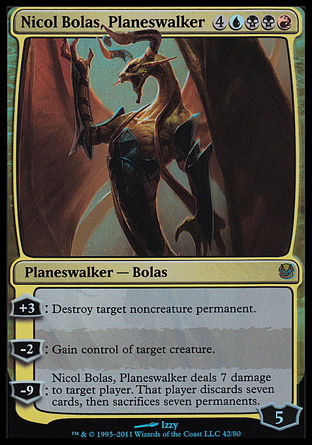 Nicol Bolas, Planeswalker 4
Planeswalker — Bolas
+3 : Destroy target noncreature permanent.
-2 : Gain control of target creature.
Nicol Bolas, Planeswalker deals 7 damage
-9 : to target player. That player discards seven
cards, then sacrifices seven permanents.
5
Izzy
™ & © 1993–2011 Wizards of the Coast LLC 42/80